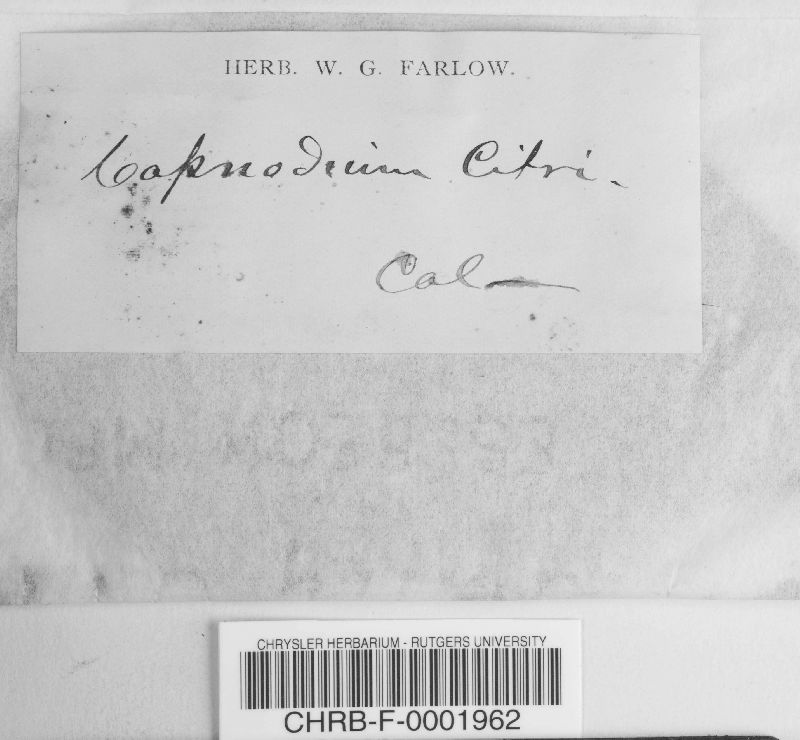 HERB. W. G. FARLOW.
Capnodium Citri.
Cal—
CHRYSLER HERBARIUM - RUTGERS UNIVERSITY
CHRB-F-0001962